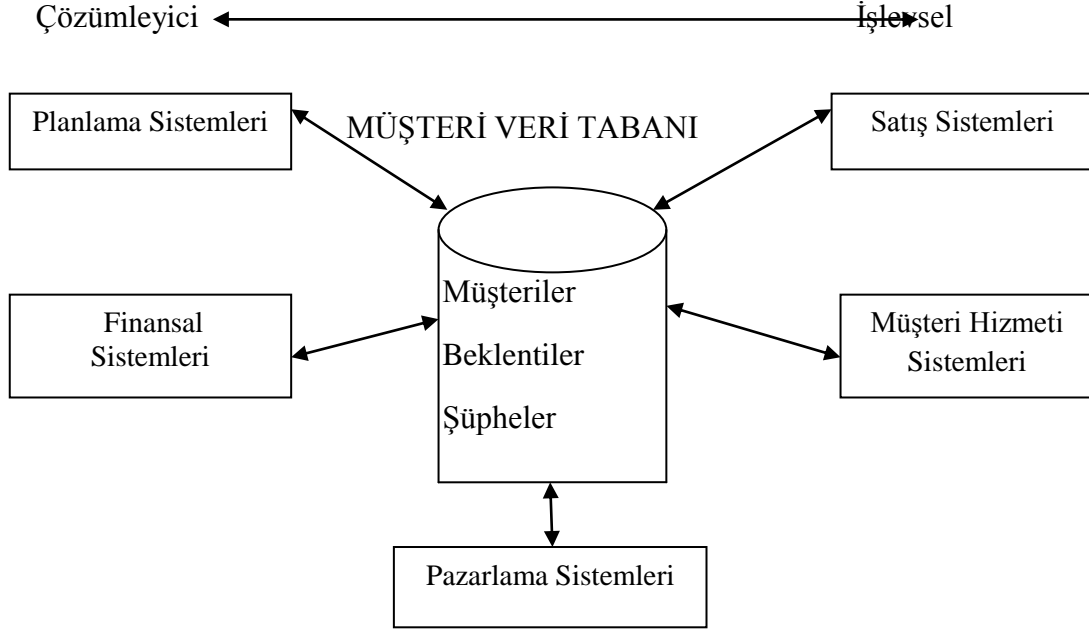 Çözümleyici
İşlevsel
Planlama Sistemleri
MÜŞTERİ VERİ TABANI
Satış Sistemleri
Müşteriler
Beklentiler
Şüpheler
Finansal
Sistemleri
Müşteri Hizmeti
Sistemleri
Pazarlama Sistemleri